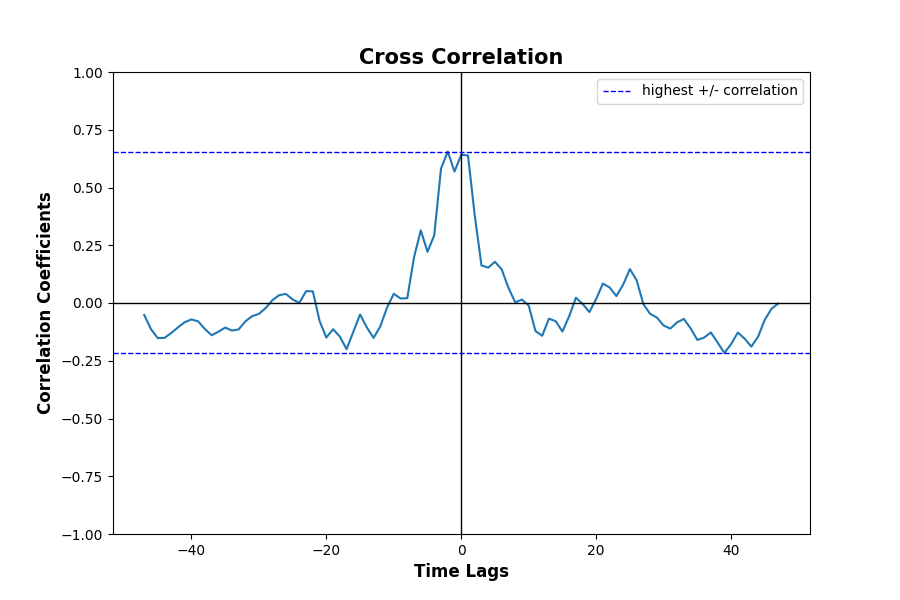 Cross Correlation
highest +/- correlation
1.00
0.75
0.50
0.25
0.00
−0.25
−0.50
−0.75
−1.00
Correlation Coefficients
−40 −20 0 20 40
Time Lags